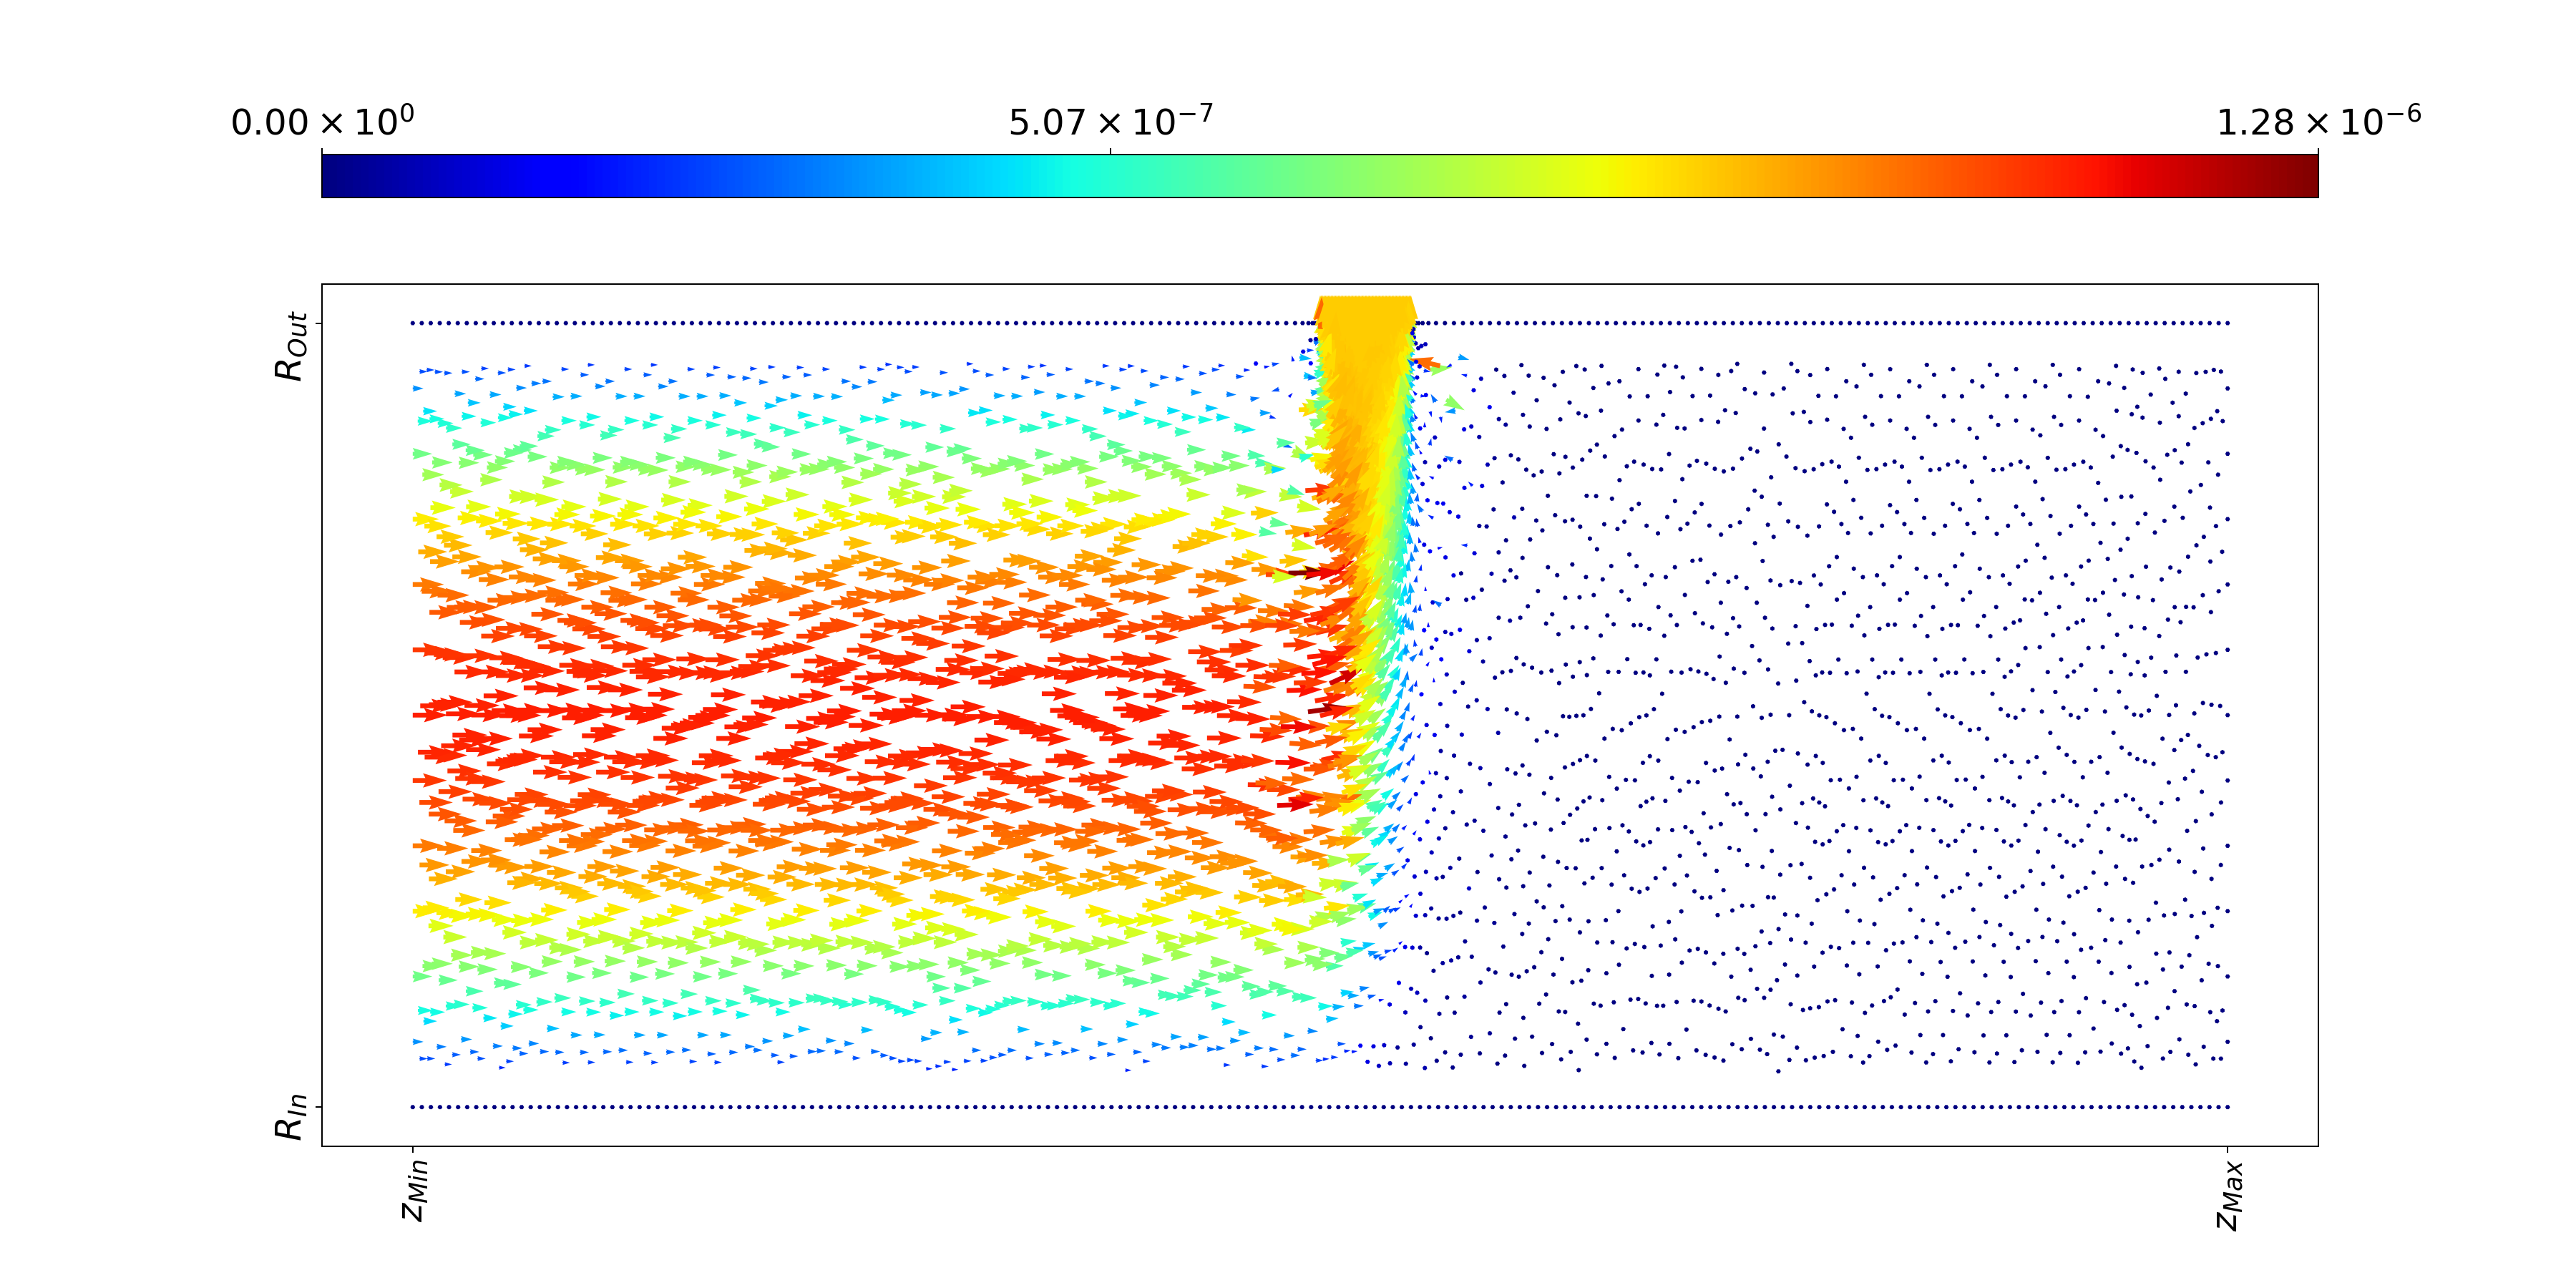 0.00 × 10⁰ 5.07 × 10⁻⁷ 1.28 × 10⁻⁶
R_Out
R_In
z_Min z_Max